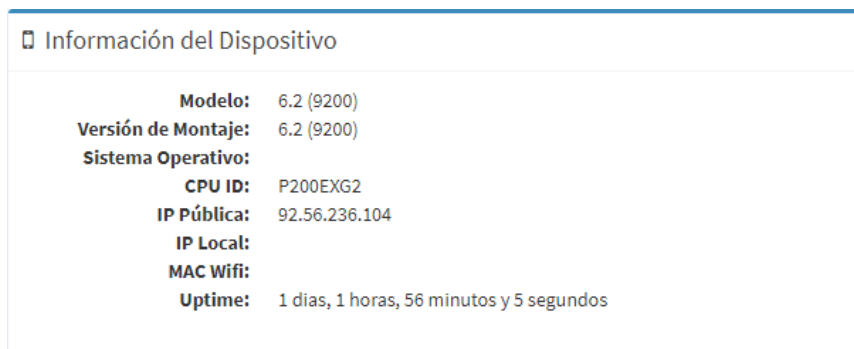 Información del Dispositivo
Modelo: 6.2 (9200)
Versión de Montaje: 6.2 (9200)
Sistema Operativo:
CPU ID: P200EXG2
IP Pública: 92.56.236.104
IP Local:
MAC Wifi:
Uptime: 1 dias, 1 horas, 56 minutos y 5 segundos